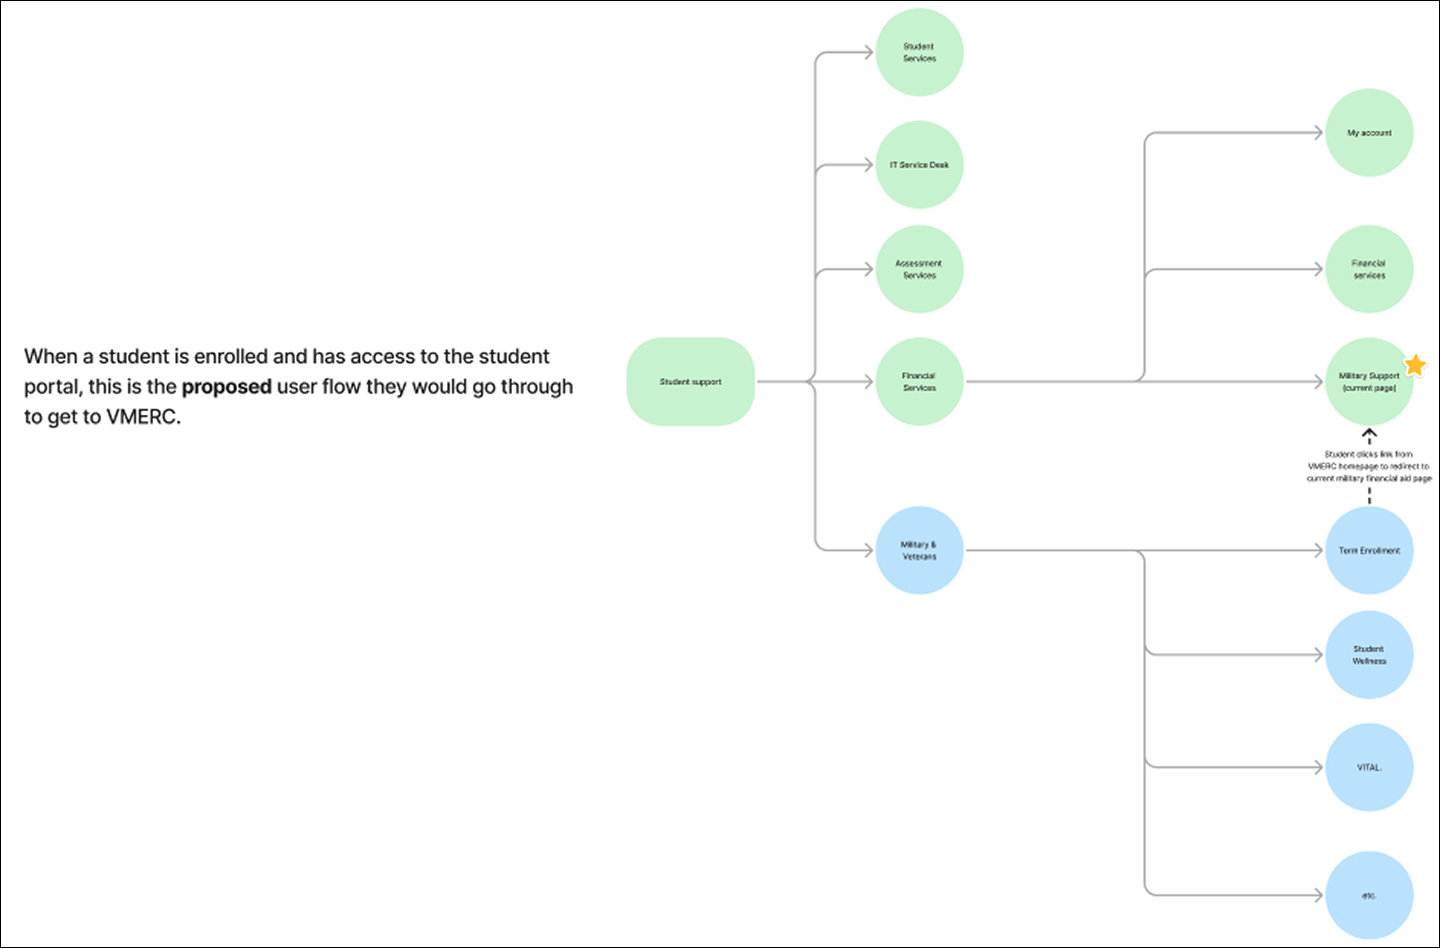 When a student is enrolled and has access to the student
portal, this is the proposed user flow they would go through
to get to VMERC.
Student support
Student
Services
IT Service Desk
Assessment
Services
Financial
Services
Military &
Veterans
My account
Financial
services
Military Support
(current page)
Student clicks link from
VMERC homepage to redirect to
current military financial aid page
Term Enrollment
Student
Wellness
VITAL.
etc.